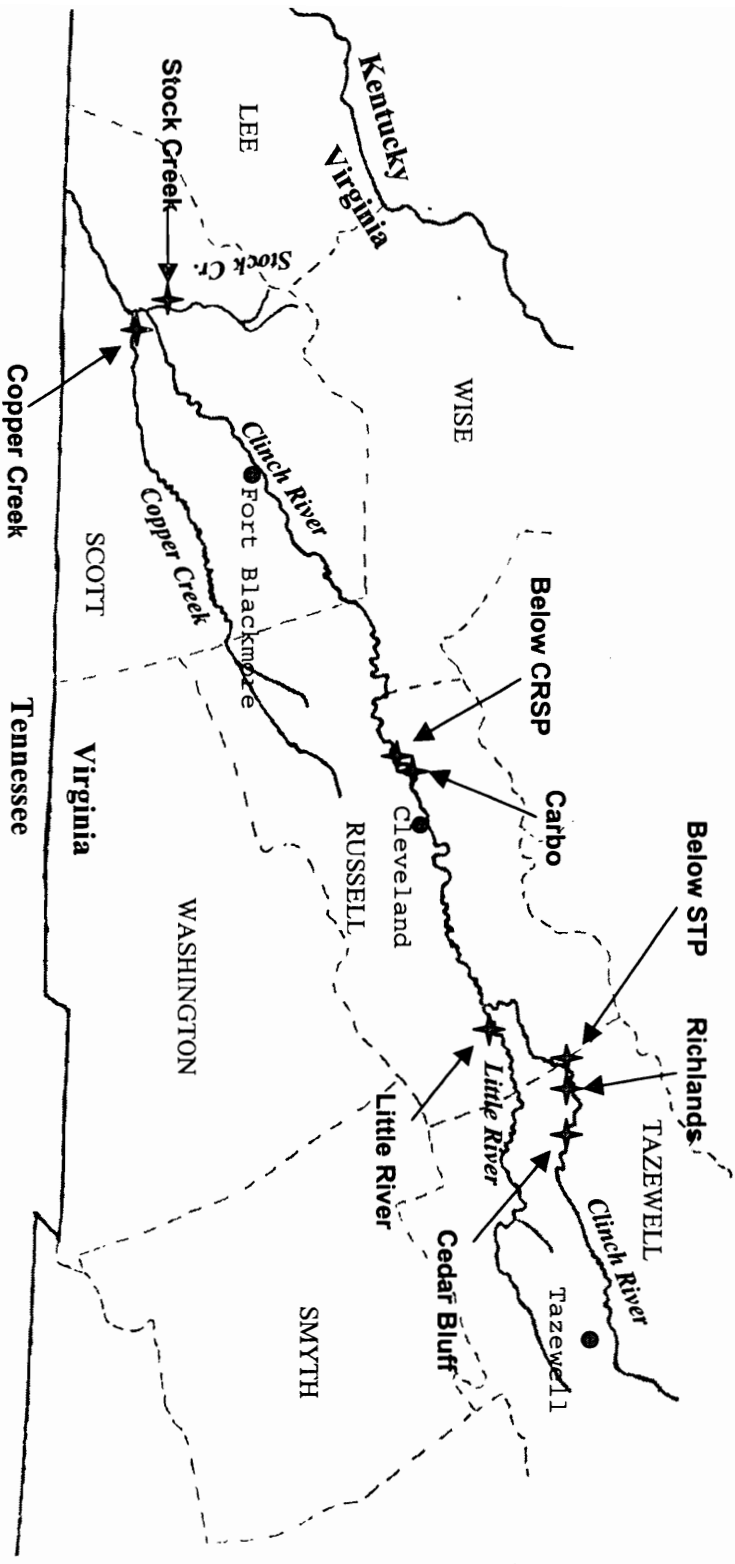 Kentucky
Virginia
LEE
WISE
Stock Creek
Stock Cr.
Copper Creek
Clinch River
Fort Blackmore
Copper Creek
SCOTT
Below CRSP
Carbo
Cleveland
RUSSELL
Virginia
Tennessee
WASHINGTON
Below STP
Richlands
TAZEWELL
Little River
Little River
Cedar Bluff
Clinch River
Tazewell
SMYTH